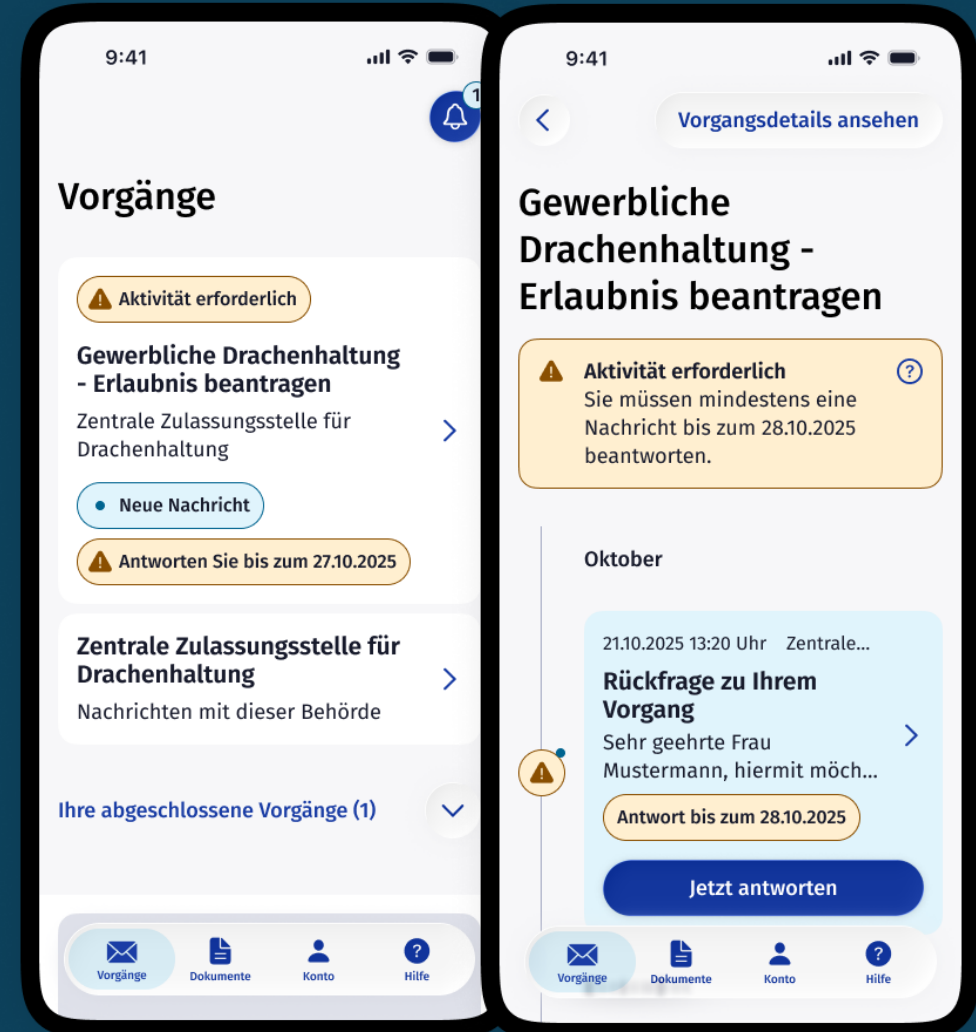 9:41
1
Vorgänge
Aktivität erforderlich
Gewerbliche Drachenhaltung
- Erlaubnis beantragen
Zentrale Zulassungsstelle für
Drachenhaltung
Neue Nachricht
Antworten Sie bis zum 27.10.2025
Zentrale Zulassungsstelle für
Drachenhaltung
Nachrichten mit dieser Behörde
Ihre abgeschlossene Vorgänge (1)
Vorgänge
Dokumente
Konto
Hilfe
9:41
Vorgangsdetails ansehen
Gewerbliche
Drachenhaltung -
Erlaubnis beantragen
Aktivität erforderlich
Sie müssen mindestens eine
Nachricht bis zum 28.10.2025
beantworten.
Oktober
21.10.2025 13:20 Uhr Zentrale...
Rückfrage zu Ihrem
Vorgang
Sehr geehrte Frau
Mustermann, hiermit möch...
Antwort bis zum 28.10.2025
Jetzt antworten
Vorgänge
Dokumente
Konto
Hilfe